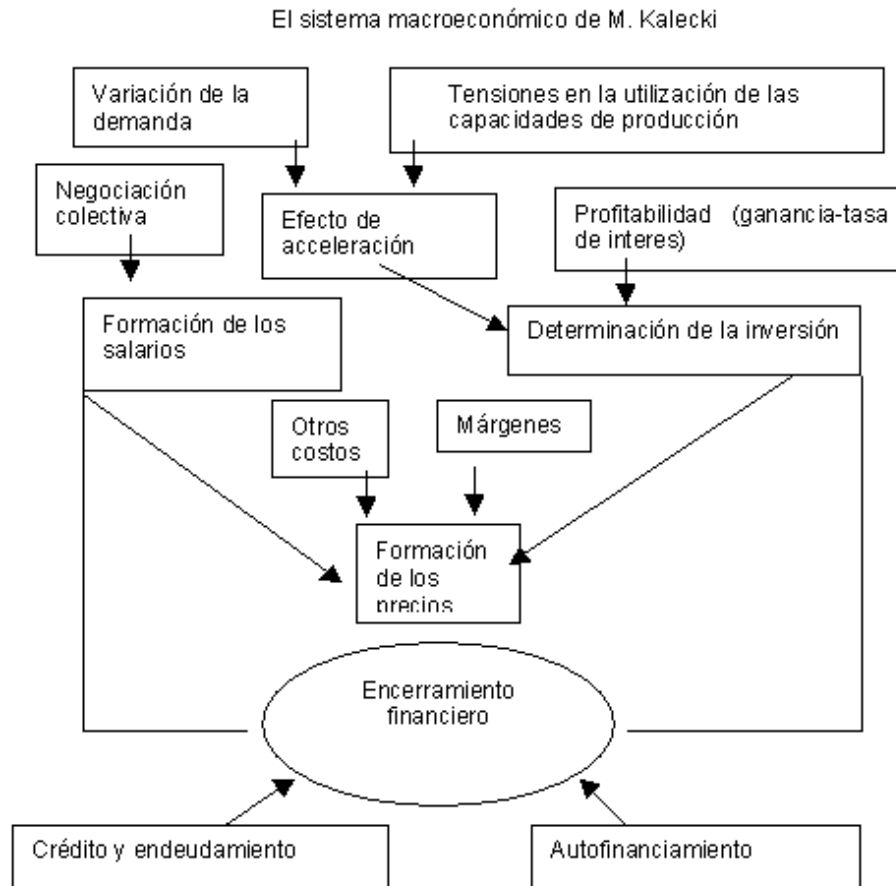 El sistema macroeconómico de M. Kalecki
Variación de la
demanda
Tensiones en la utilización de las
capacidades de producción
Negociación
colectiva
Efecto de
acceleración
Profitabilidad (ganancia-tasa
de interes)
Formación de los
salarios
Determinación de la inversión
Otros
costos
Márgenes
Formación
de los
precios
Encerramiento
financiero
Crédito y endeudamiento
Autofinanciamiento